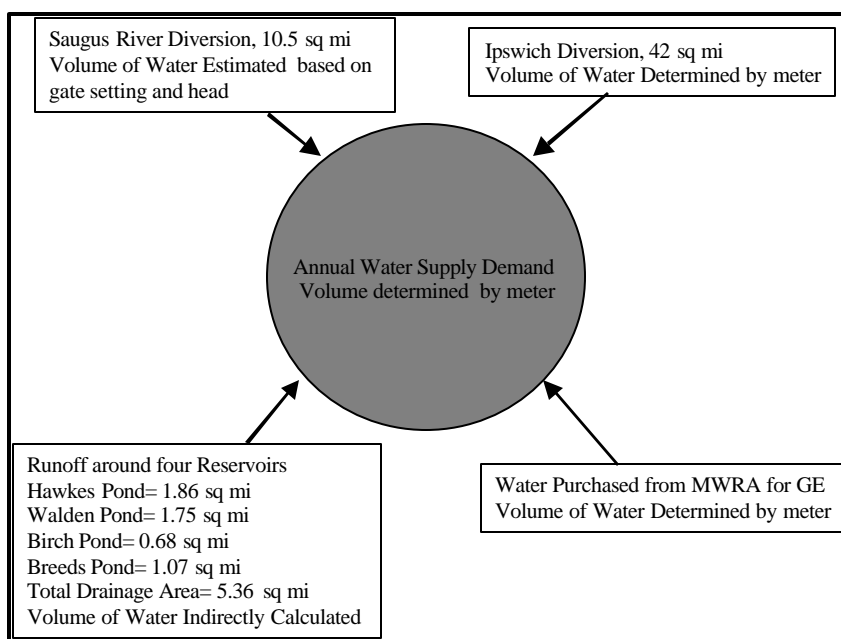 Saugus River Diversion, 10.5 sq mi
Volume of Water Estimated based on
gate setting and head
Ipswich Diversion, 42 sq mi
Volume of Water Determined by meter
Annual Water Supply Demand
Volume determined by meter
Runoff around four Reservoirs
Hawkes Pond= 1.86 sq mi
Walden Pond= 1.75 sq mi
Birch Pond= 0.68 sq mi
Breeds Pond= 1.07 sq mi
Total Drainage Area= 5.36 sq mi
Volume of Water Indirectly Calculated
Water Purchased from MWRA for GE
Volume of Water Determined by meter